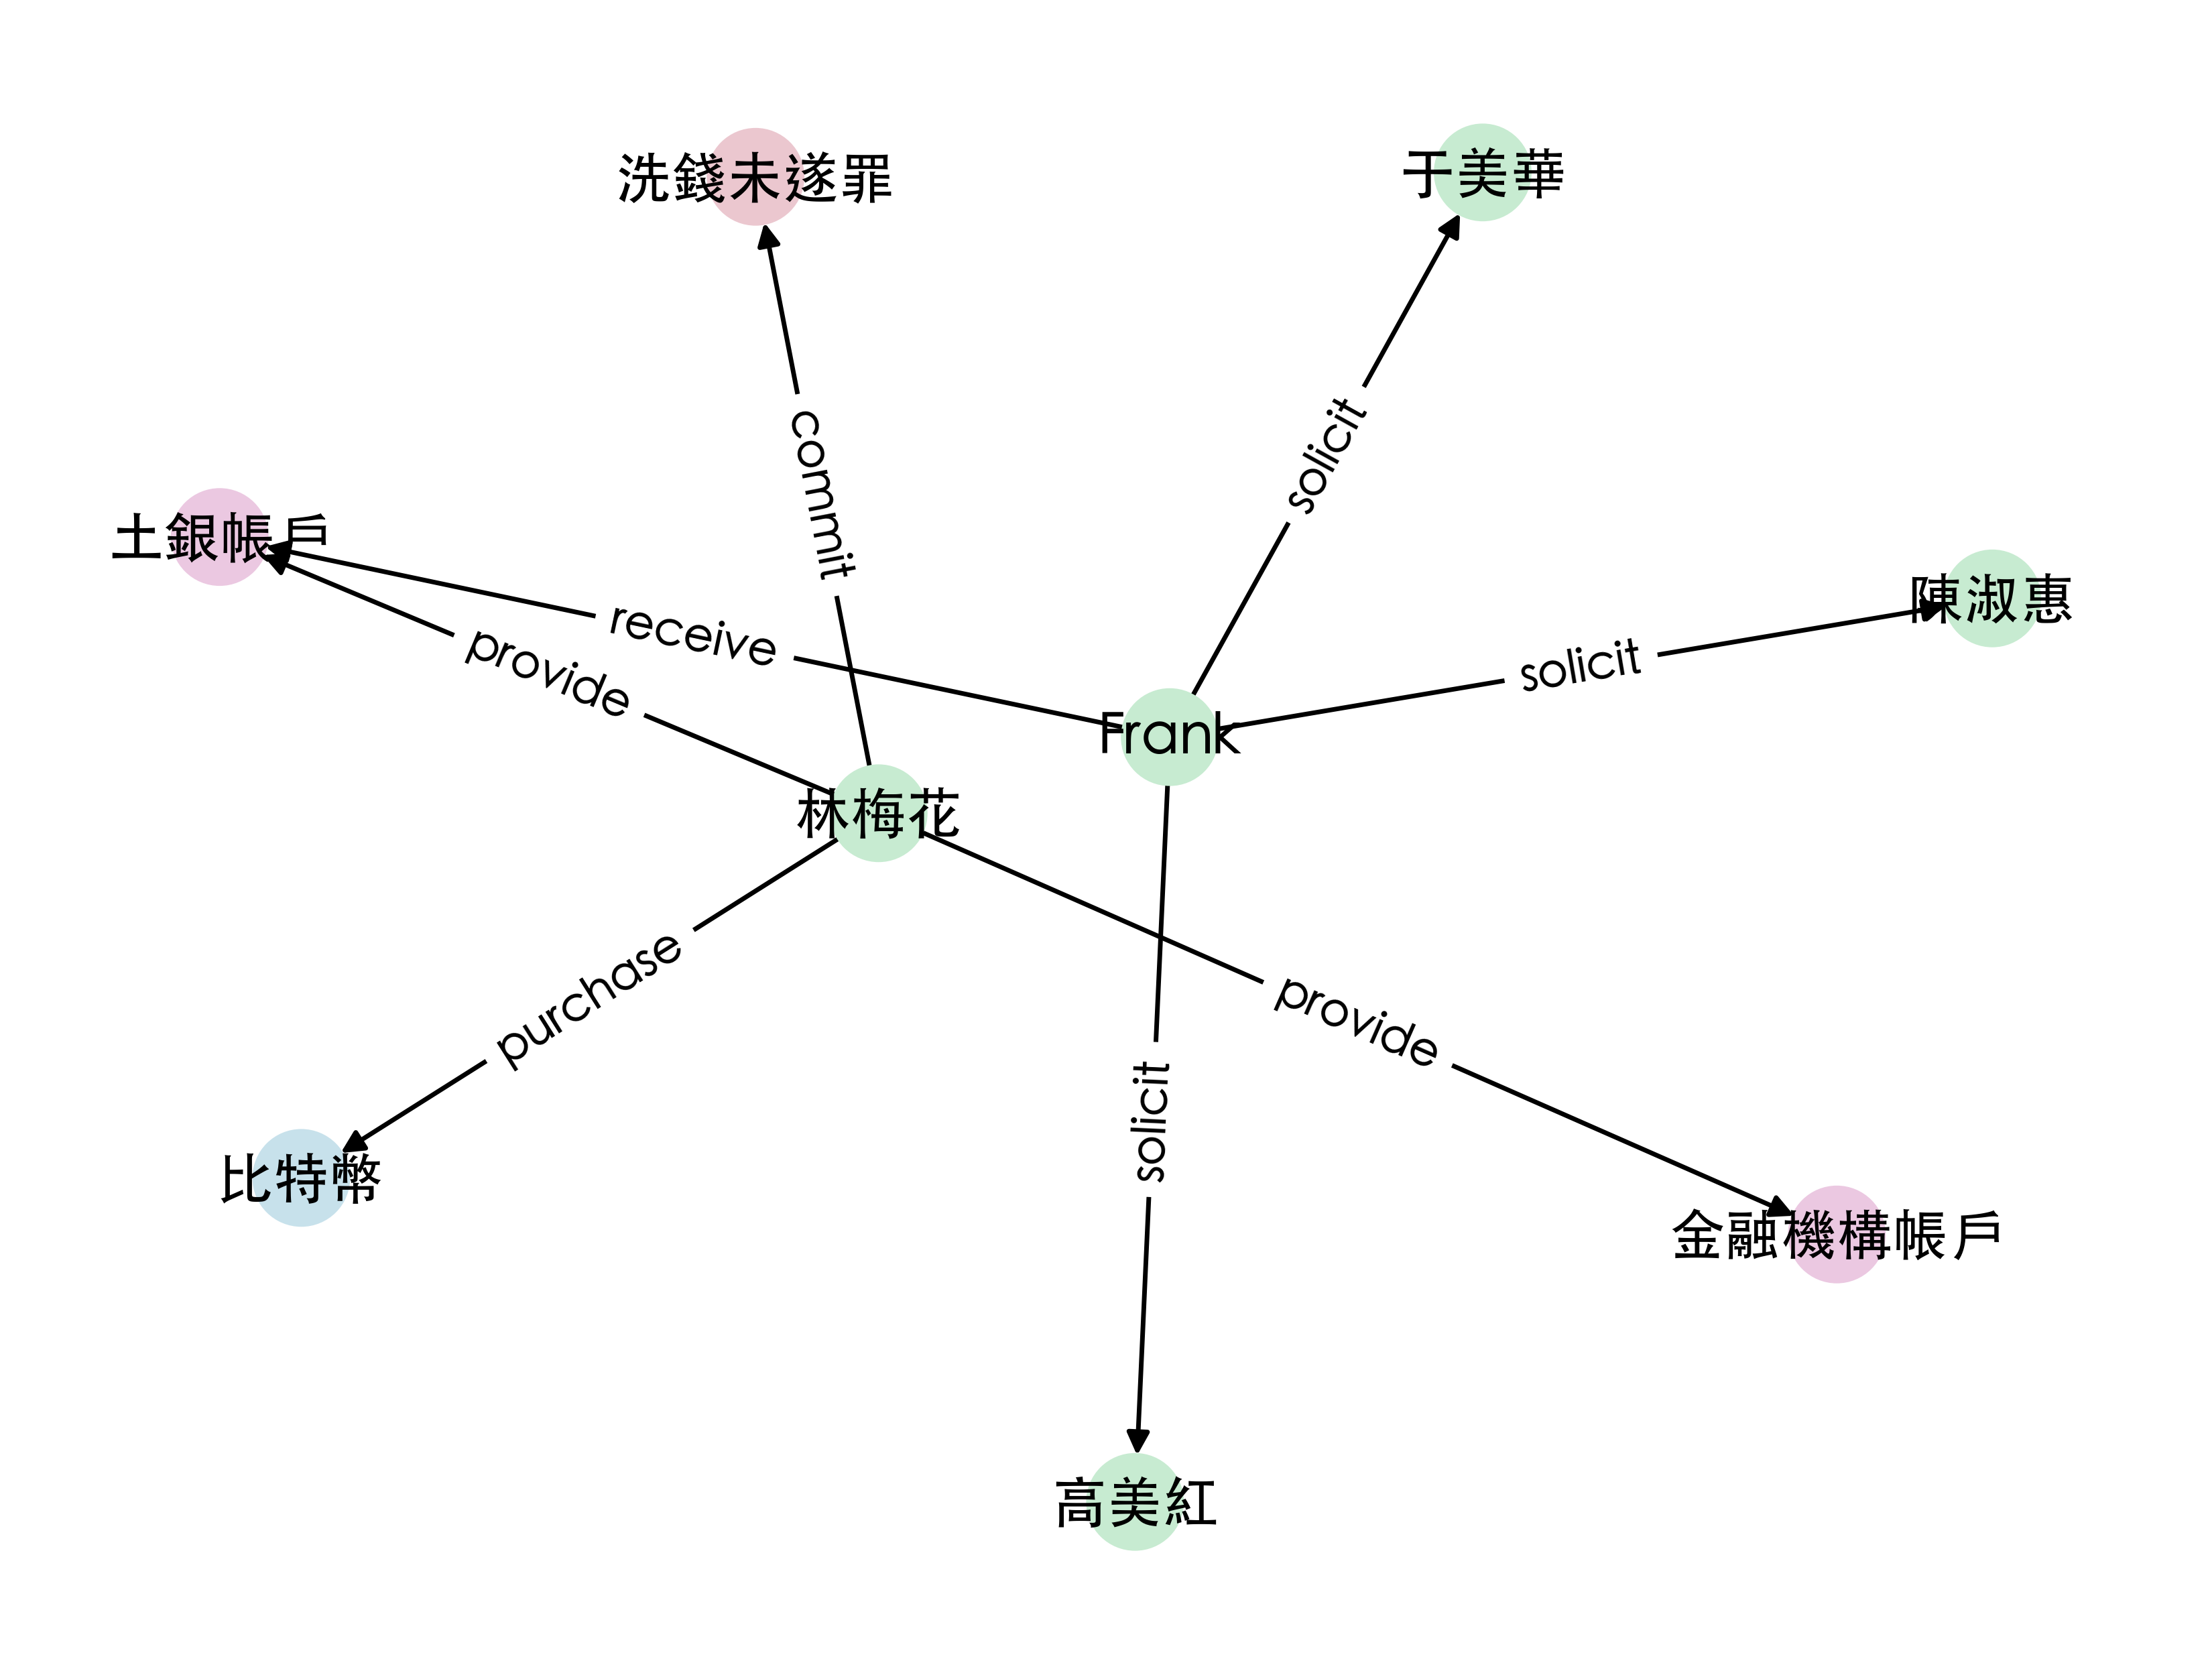 洗錢未遂罪
于美華
commit
solicit
土銀帳戶
陳淑惠
receive
provide
solicit
Frank
林梅花
purchase
provide
solicit
比特幣
金融機構帳戶
高美紅